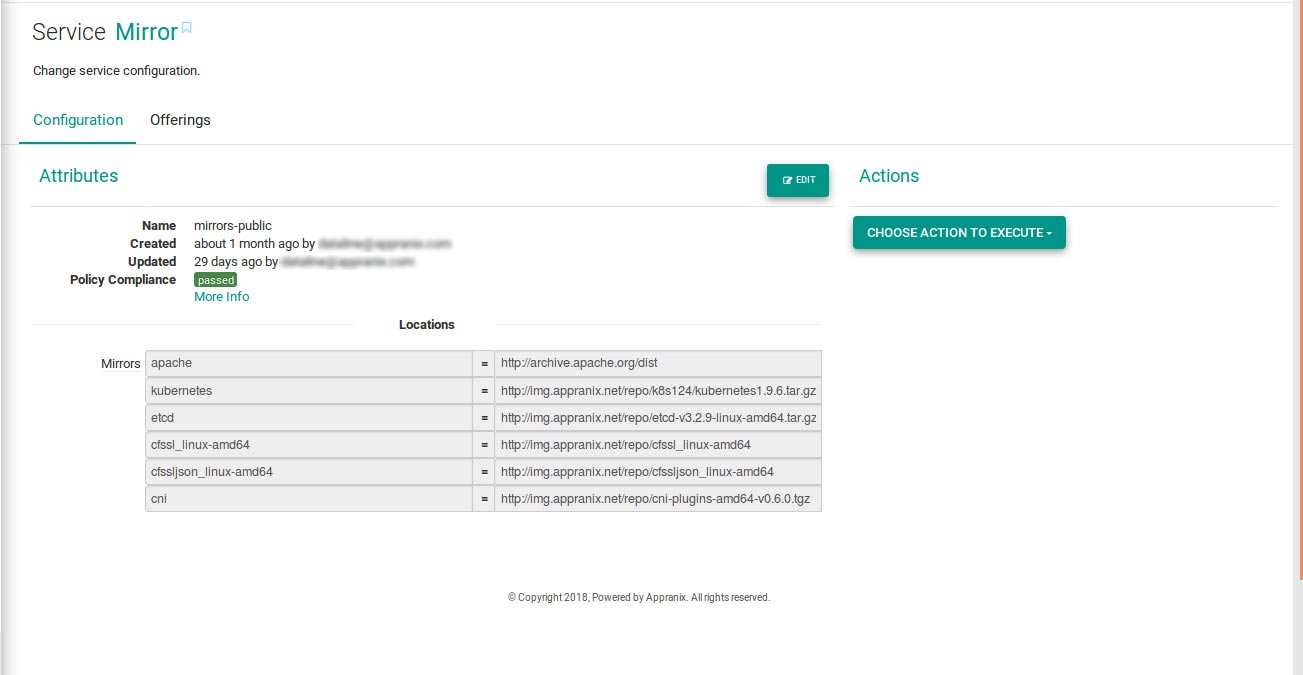 Service Mirror
Change service configuration.
Configuration Offerings
Attributes
EDIT
Actions
CHOOSE ACTION TO EXECUTE
Name mirrors-public
Created about 1 month ago by
Updated 29 days ago by
Policy Compliance passed
More Info
Locations
Mirrors apache = http://archive.apache.org/dist
kubernetes = http://img.appranix.net/repo/k8s124/kubernetes1.9.6.tar.gz
etcd = http://img.appranix.net/repo/etcd-v3.2.9-linux-amd64.tar.gz
cfssl_linux-amd64 = http://img.appranix.net/repo/cfssl_linux-amd64
cfssljson_linux-amd64 = http://img.appranix.net/repo/cfssljson_linux-amd64
cni = http://img.appranix.net/repo/cni-plugins-amd64-v0.6.0.tgz
© Copyright 2018, Powered by Appranix. All rights reserved.